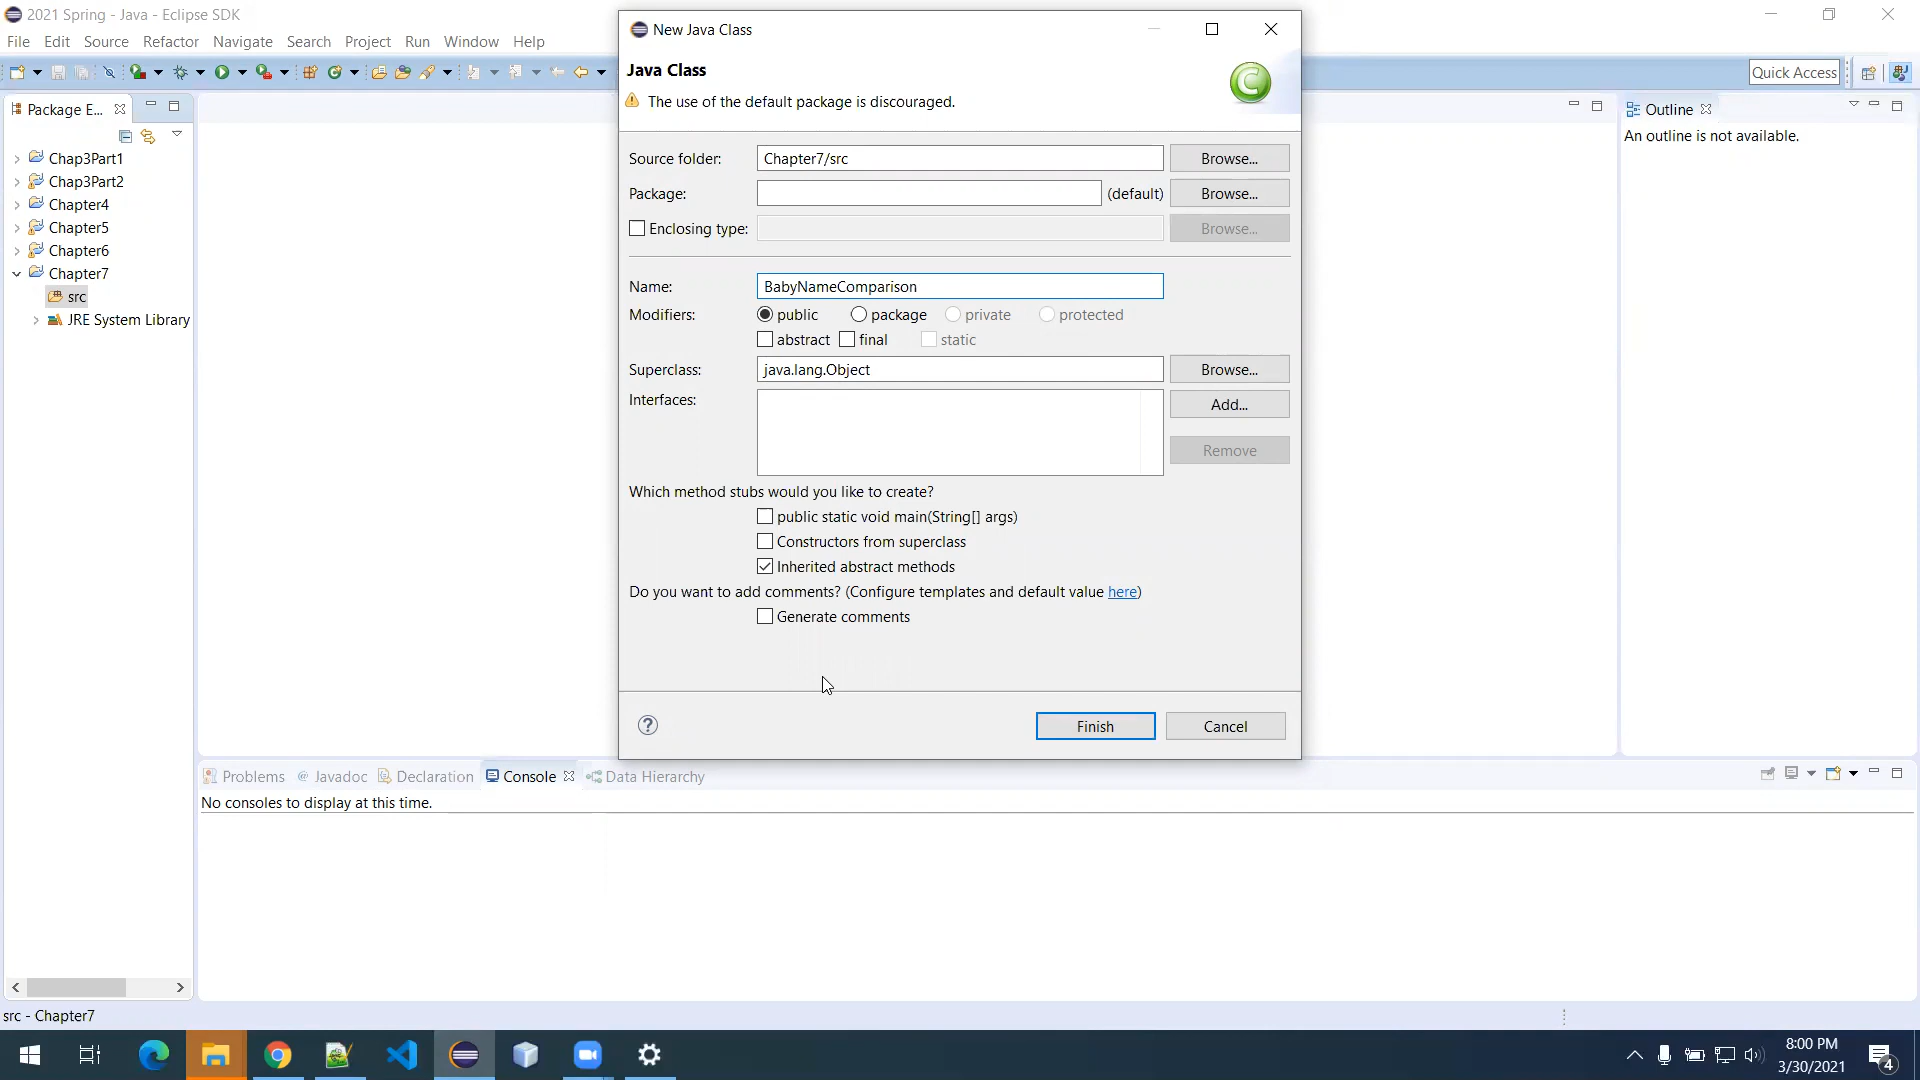 2021 Spring - Java - Eclipse SDK
File Edit Source Refactor Navigate Search Project Run Window Help
Quick Access
Package E...
Chap3Part1
Chap3Part2
Chapter4
Chapter5
Chapter6
Chapter7
src
JRE System Library
New Java Class
Java Class
The use of the default package is discouraged.
Source folder: Chapter7/src Browse...
Package: (default) Browse...
Enclosing type: Browse...
Name: BabyNameComparison
Modifiers: public package private protected
abstract final static
Superclass: java.lang.Object Browse...
Interfaces: Add...
Remove
Which method stubs would you like to create?
public static void main(String[] args)
Constructors from superclass
Inherited abstract methods
Do you want to add comments? (Configure templates and default value here)
Generate comments
Finish Cancel
Outline
An outline is not available.
Problems Javadoc Declaration Console Data Hierarchy
No consoles to display at this time.
src - Chapter7
8:00 PM
3/30/2021
4